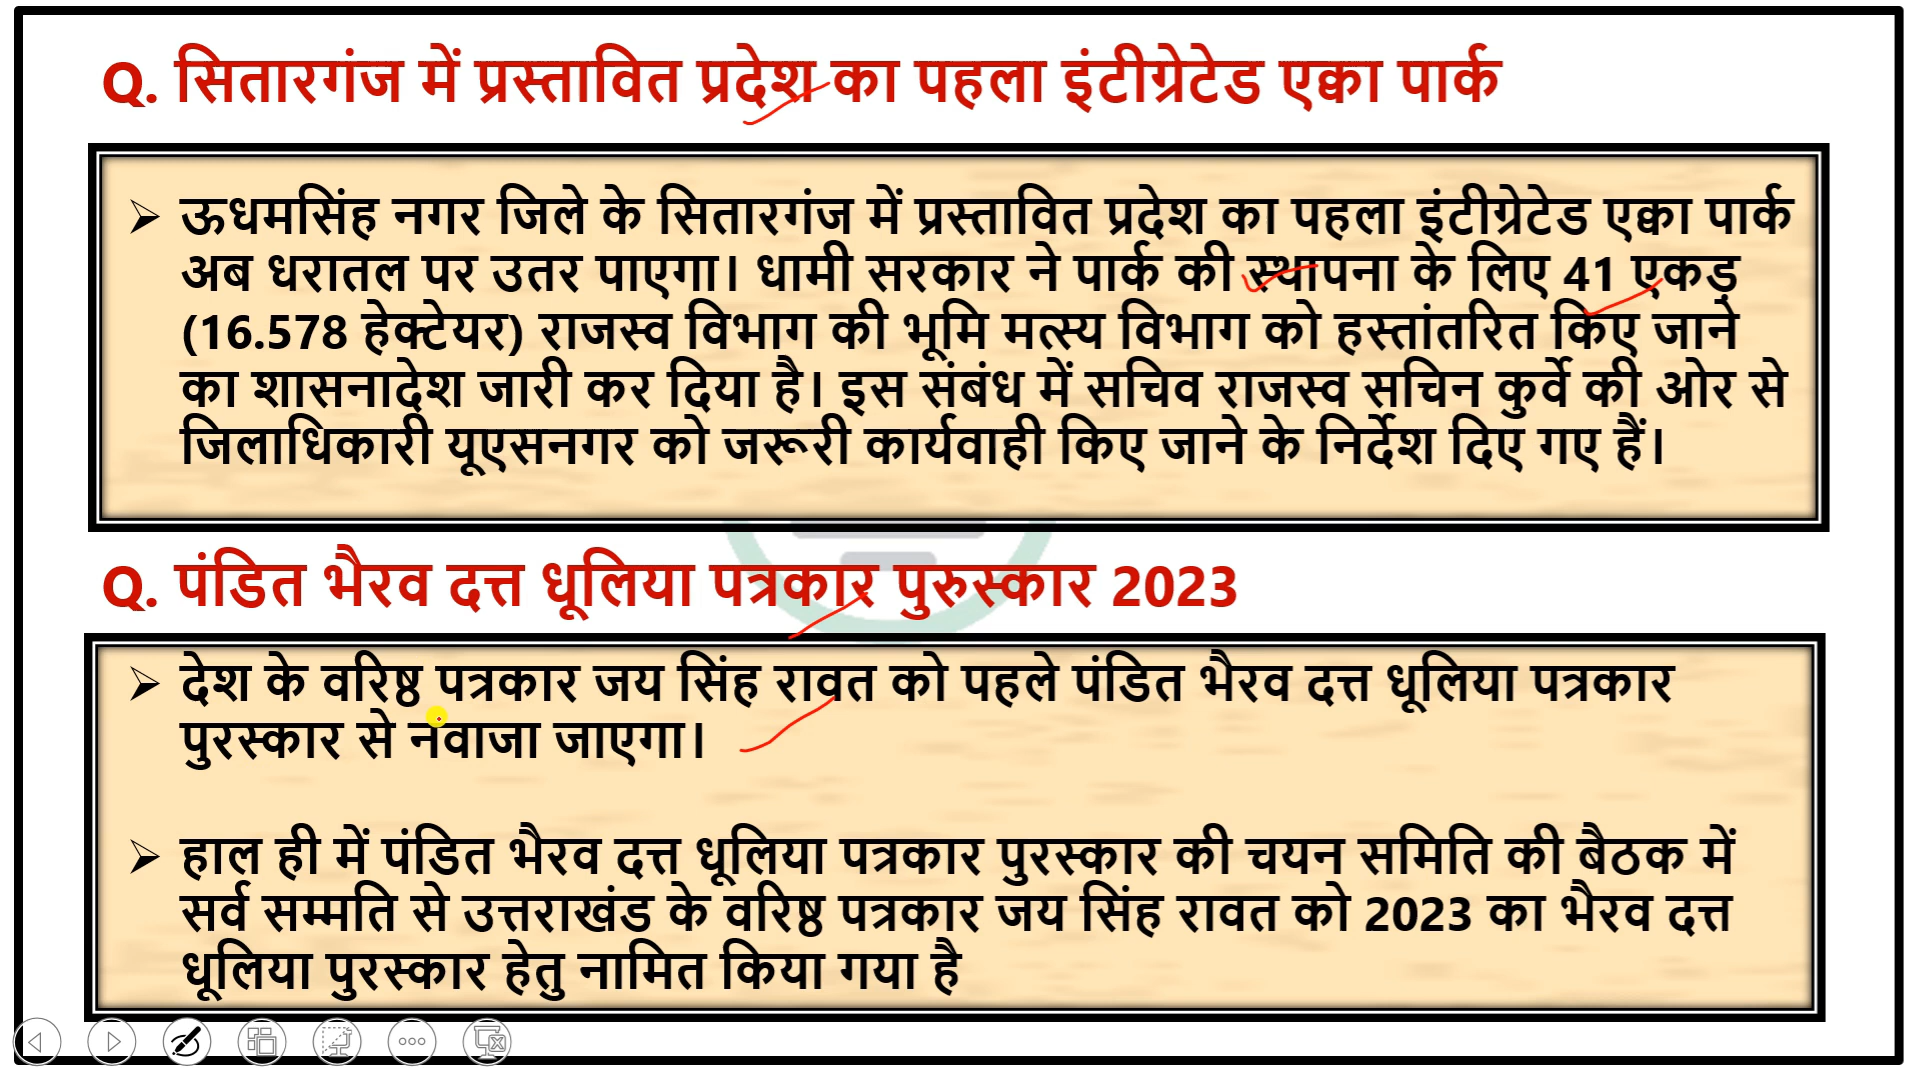 Q. सितारगंज में प्रस्तावित प्रदेश का पहला इंटीग्रेटेड एक्वा पार्क
➢ ऊधमसिंह नगर जिले के सितारगंज में प्रस्तावित प्रदेश का पहला इंटीग्रेटेड एक्वा पार्क
अब धरातल पर उतर पाएगा। धामी सरकार ने पार्क की स्थापना के लिए 41 एकड़
(16.578 हेक्टेयर) राजस्व विभाग की भूमि मत्स्य विभाग को हस्तांतरित किए जाने
का शासनादेश जारी कर दिया है। इस संबंध में सचिव राजस्व सचिन कुर्वे की ओर से
जिलाधिकारी यूएसनगर को जरूरी कार्यवाही किए जाने के निर्देश दिए गए हैं।
Q. पंडित भैरव दत्त धूलिया पत्रकार पुरुस्कार 2023
➢ देश के वरिष्ठ पत्रकार जय सिंह रावत को पहले पंडित भैरव दत्त धूलिया पत्रकार
पुरस्कार से नवाजा जाएगा।
➢ हाल ही में पंडित भैरव दत्त धूलिया पत्रकार पुरस्कार की चयन समिति की बैठक में
सर्व सम्मति से उत्तराखंड के वरिष्ठ पत्रकार जय सिंह रावत को 2023 का भैरव दत्त
धूलिया पुरस्कार हेतु नामित किया गया है